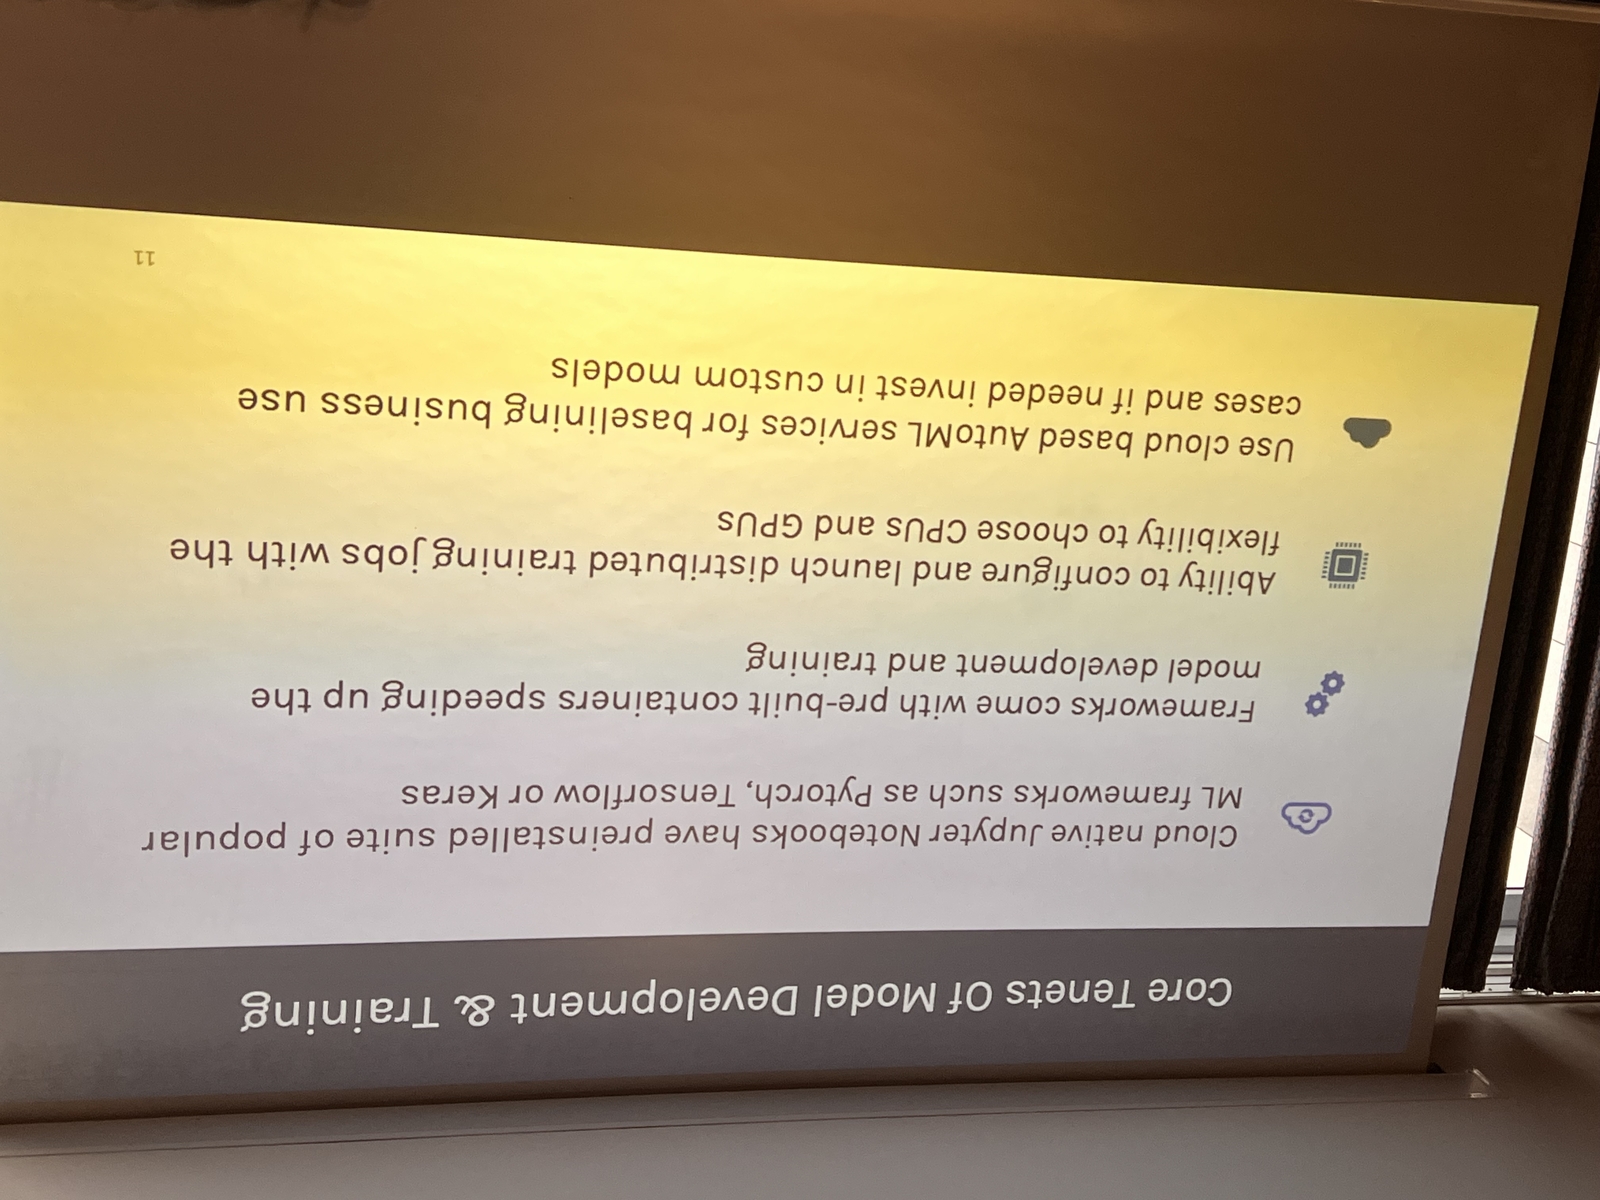 Core Tenets Of Model Development & Training
Cloud native Jupyter Notebooks have preinstalled suite of popular
ML frameworks such as Pytorch, Tensorflow or Keras
Frameworks come with pre-built containers speeding up the
model development and training
Ability to configure and launch distributed training jobs with the
flexibility to choose CPUs and GPUs
Use cloud based AutoML services for baselining business use
cases and if needed invest in custom models
11